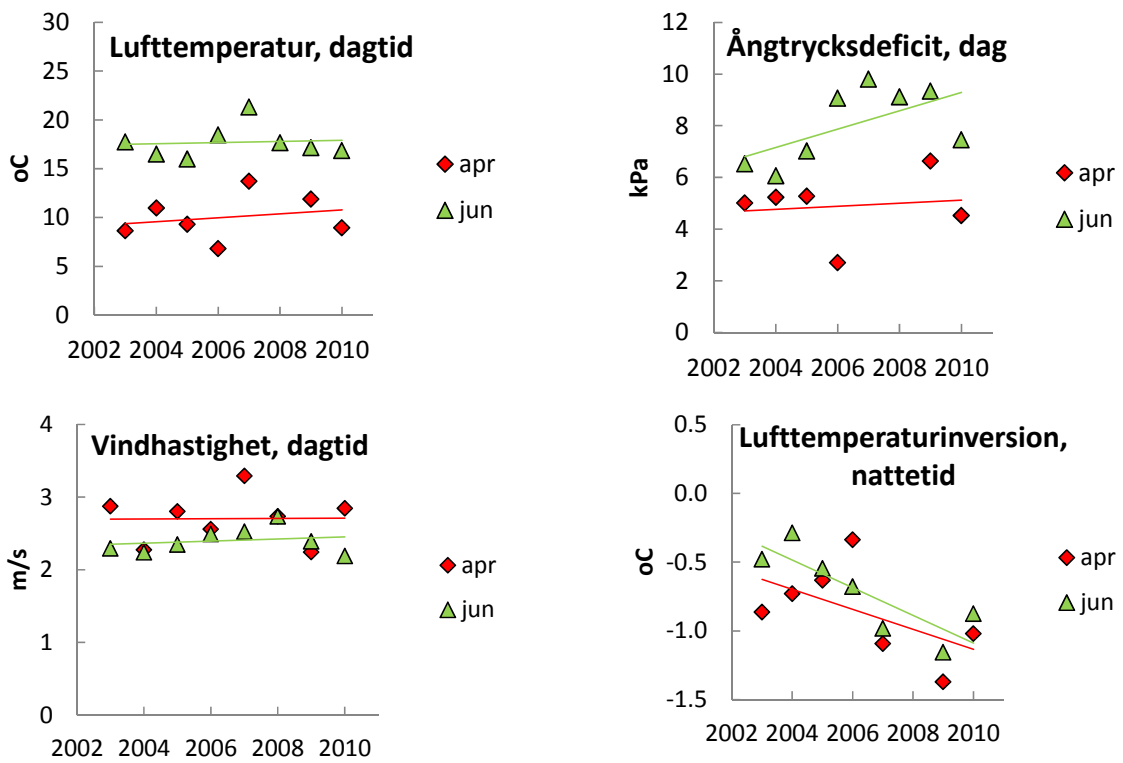 Lufttemperatur, dagtid
30
25
20
15
10
5
0
oC
2002 2004 2006 2008 2010
apr
jun
Ångtrycksdeficit, dag
12
10
8
6
4
2
0
kPa
2002 2004 2006 2008 2010
apr
jun
Vindhastighet, dagtid
4
3
2
1
0
m/s
2002 2004 2006 2008 2010
apr
jun
Lufttemperaturinversion,
nattetid
0.5
0.0
-0.5
-1.0
-1.5
oC
2002 2004 2006 2008 2010
apr
jun